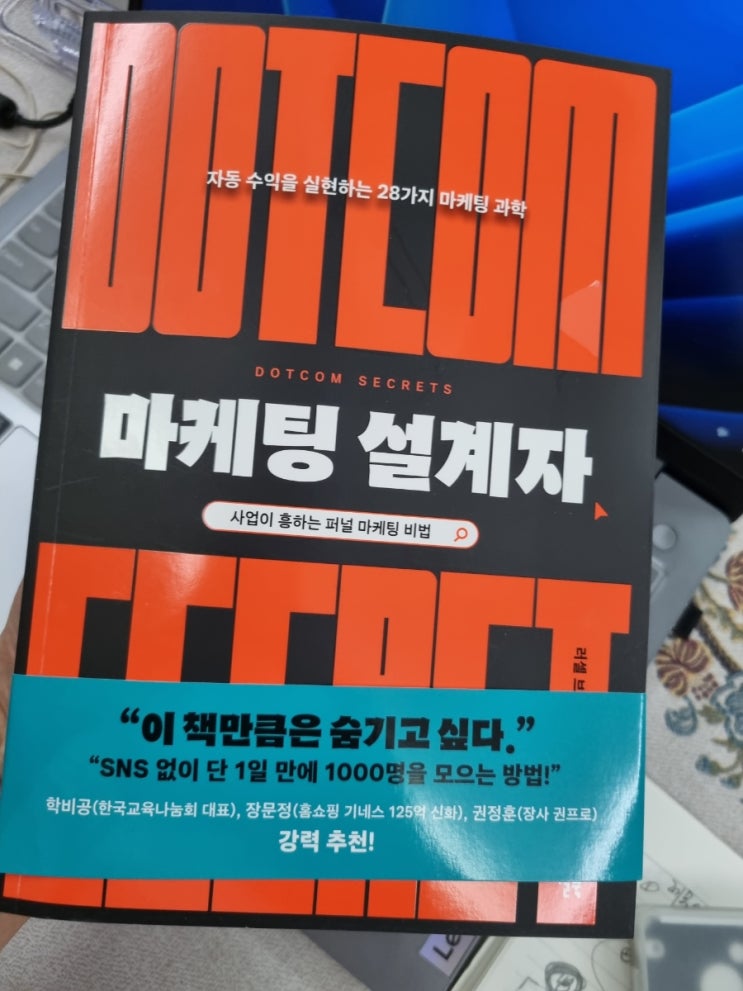 DOTCOM
자동 수익을 실현하는 28가지 마케팅 과학
DOTCOM SECRETS
마케팅 설계자
사업이 흥하는 퍼널 마케팅 비법
러셀 브
“이 책만큼은 숨기고 싶다.”
“SNS 없이 단 1일 만에 1000명을 모으는 방법!”
학비공(한국교육나눔회 대표), 장문정(홈쇼핑 기네스 125억 신화), 권정훈(장사 권프로)
강력 추천!